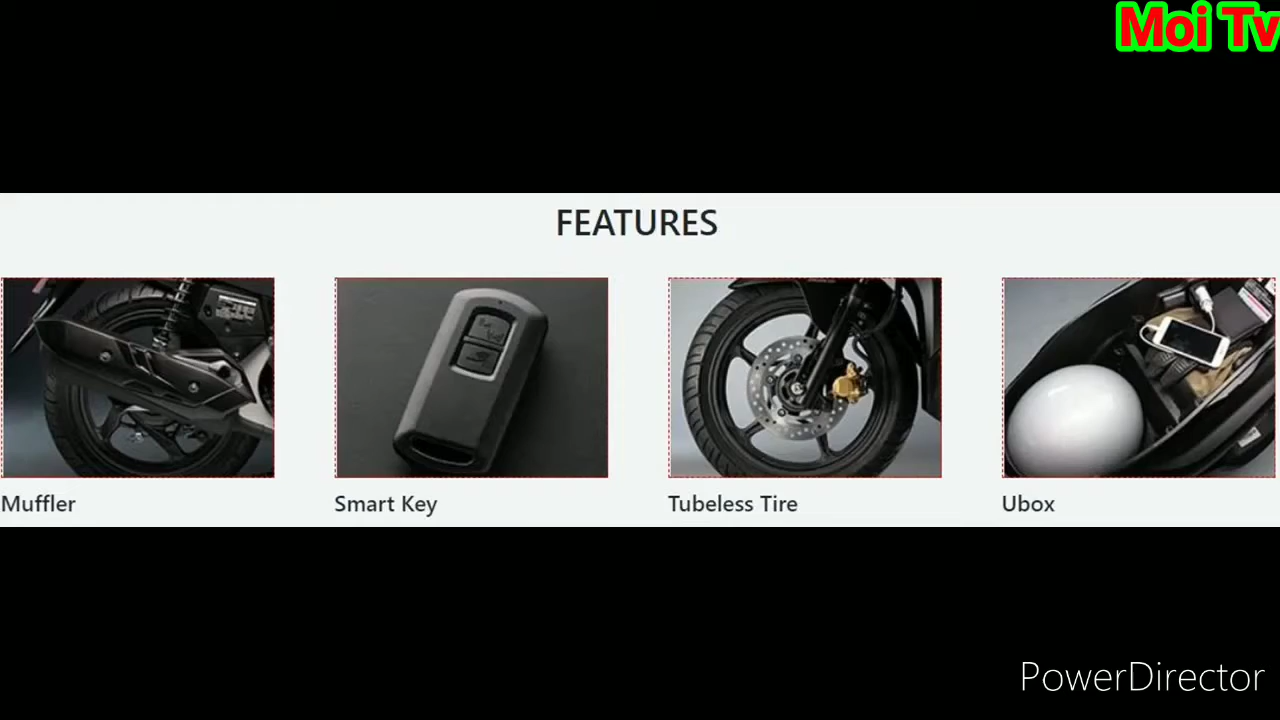 Moi Tv
FEATURES
Muffler
Smart Key
Tubeless Tire
Ubox
PowerDirector